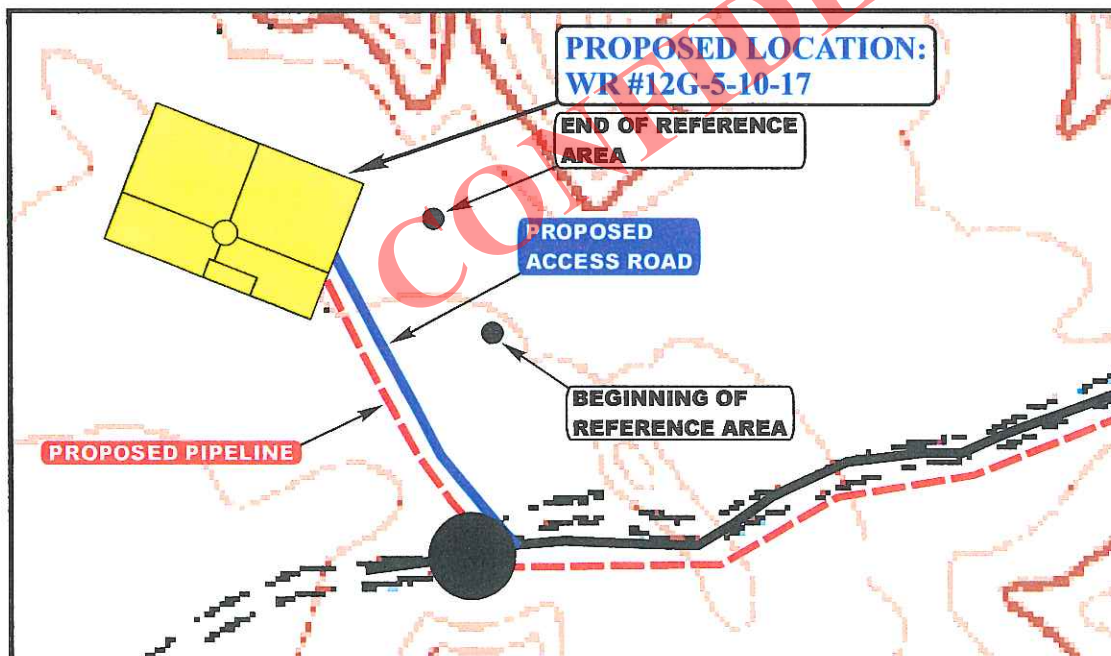 PROPOSED LOCATION:
WR #12G-5-10-17
END OF REFERENCE
AREA
PROPOSED
ACCESS ROAD
BEGINNING OF
REFERENCE AREA
PROPOSED PIPELINE